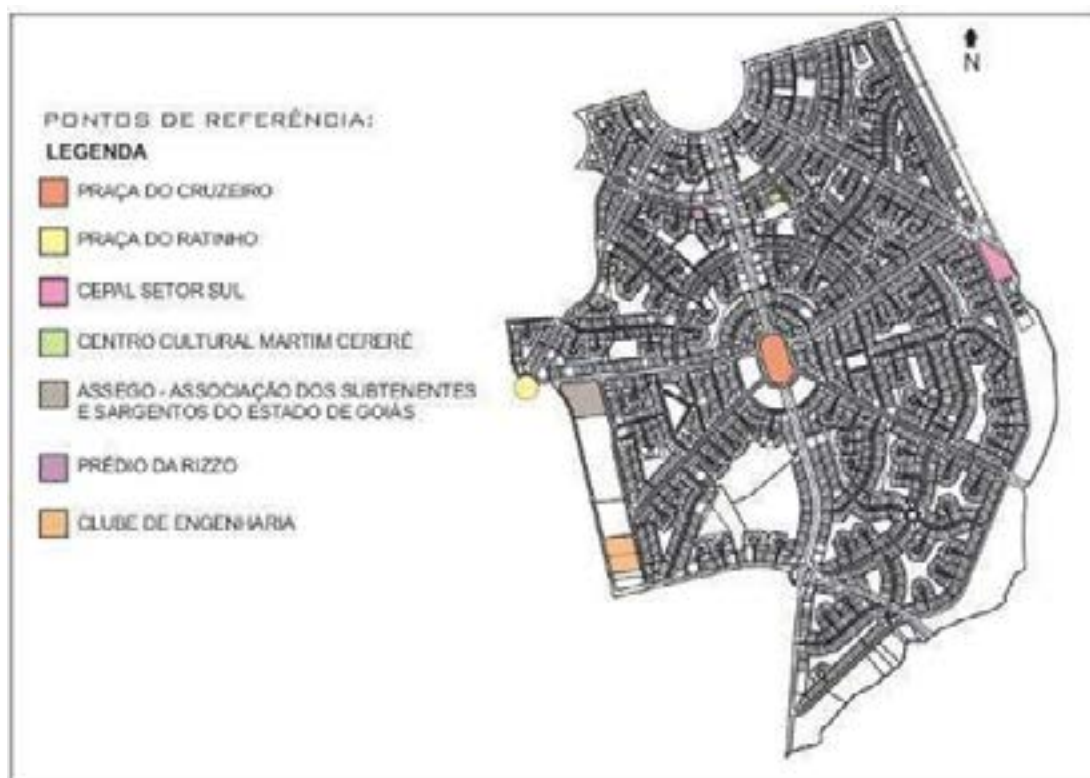 N
PONTOS DE REFERÊNCIA:
LEGENDA
PRAÇA DO CRUZEIRO
PRAÇA DO RATINHO
CEPAL SETOR SUL
CENTRO CULTURAL MARTIM CERERÊ
ASSEGO - ASSOCIAÇÃO DOS SUBTENENTES
E SARGENTOS DO ESTADO DE GOIÁS
PRÉDIO DA RIZZO
CLUBE DE ENGENHARIA